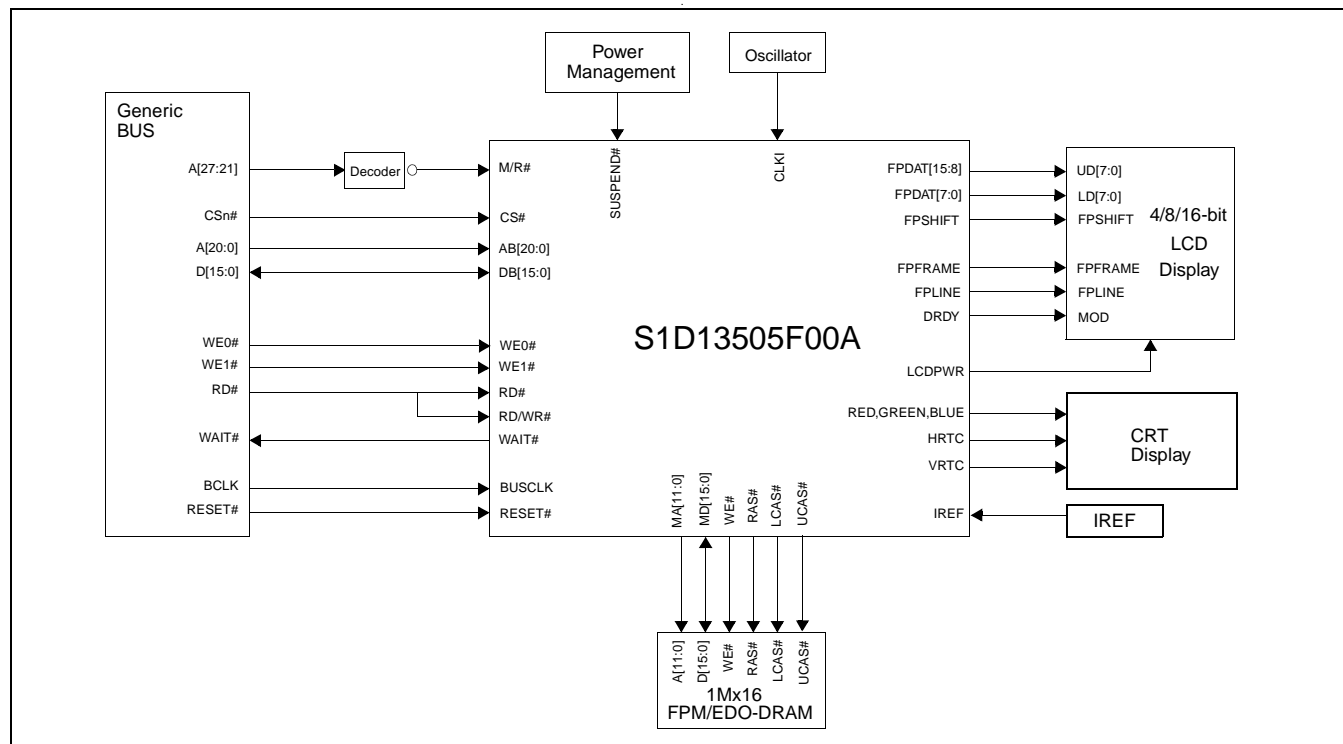 Power
Management
Oscillator
Generic
BUS
A[27:21]
Decoder
M/R#
SUSPEND#
CLKI
FPDAT[15:8]
UD[7:0]
FPDAT[7:0]
LD[7:0]
CSn#
CS#
FPSHIFT
FPSHIFT
4/8/16-bit
LCD
Display
A[20:0]
AB[20:0]
D[15:0]
DB[15:0]
FPFRAME
FPFRAME
FPLINE
FPLINE
DRDY
MOD
S1D13505F00A
WE0#
WE0#
WE1#
WE1#
LCDPWR
RD#
RD#
RD/WR#
RED,GREEN,BLUE
WAIT#
WAIT#
HRTC
VRTC
CRT
Display
BCLK
BUSCLK
RESET#
RESET#
IREF
IREF
MA[11:0]
MD[15:0]
WE#
RAS#
LCAS#
UCAS#
A[11:0]
D[15:0]
WE#
RAS#
LCAS#
UCAS#
1Mx16
FPM/EDO-DRAM